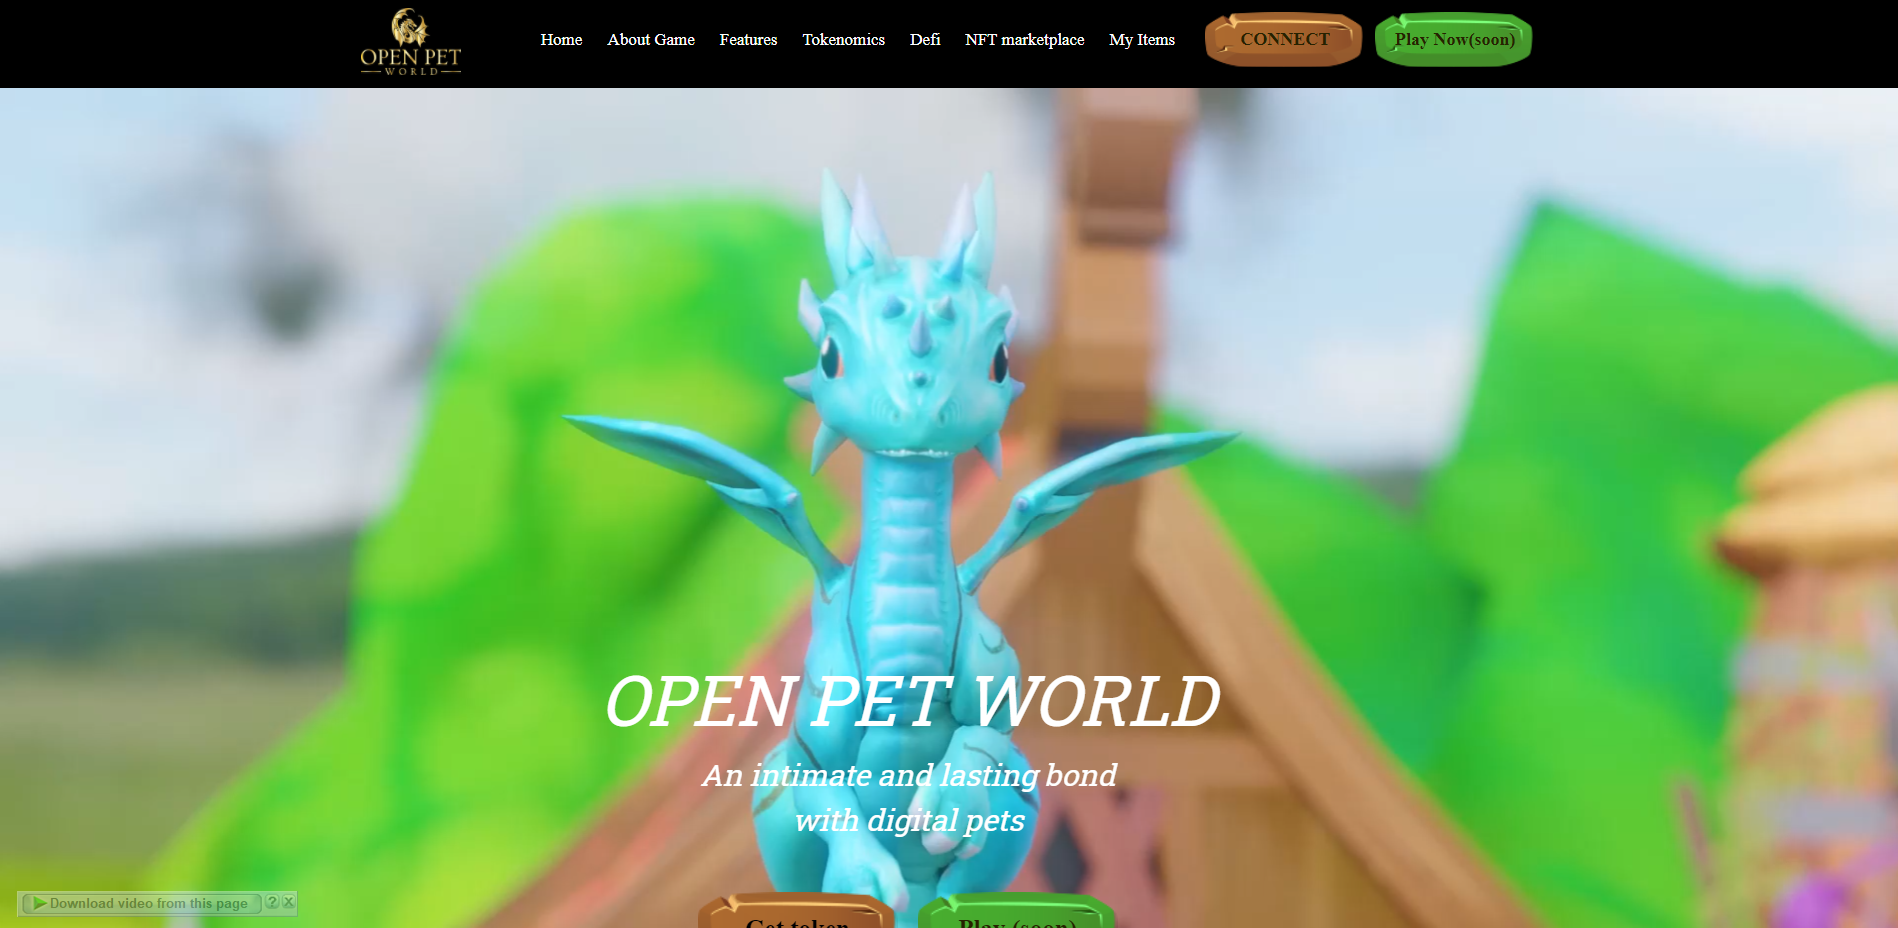 OPEN PET
WORLD
Home About Game Features Tokenomics Defi NFT marketplace My Items CONNECT Play Now(soon)
OPEN PET WORLD
An intimate and lasting bond
with digital pets
Download video from this page ? X
Get token Play (soon)